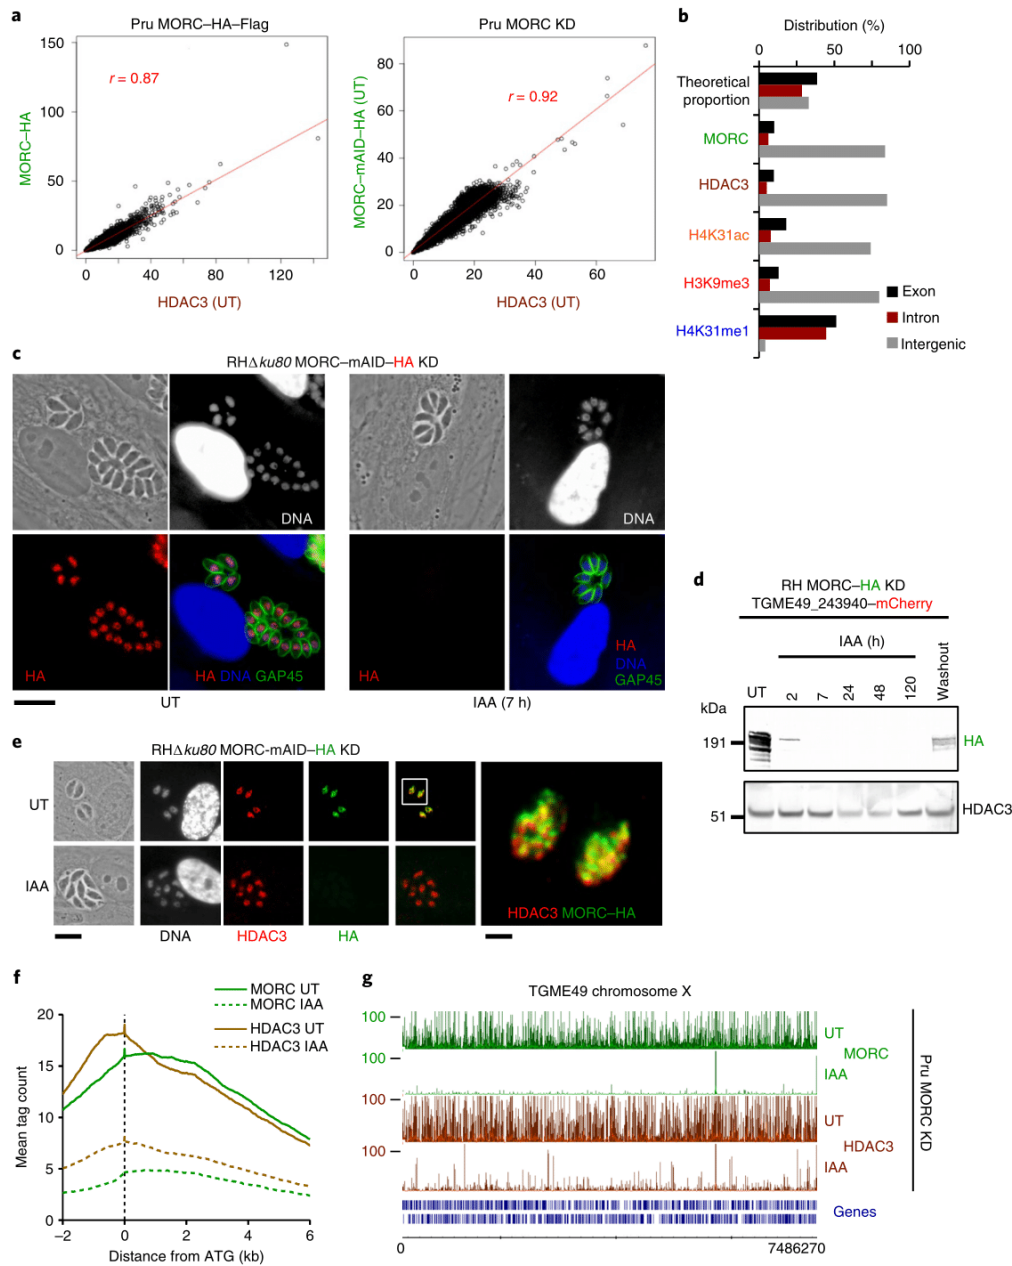 a
Pru MORC–HA–Flag
150
100
50
0
MORC–HA
r = 0.87
0
40
80
120
HDAC3 (UT)
Pru MORC KD
80
60
40
20
0
MORC–mAID–HA (UT)
r = 0.92
0
20
40
60
HDAC3 (UT)
b
Distribution (%)
0
50
100
Theoretical
proportion
MORC
HDAC3
H4K31ac
H3K9me3
H4K31me1
Exon
Intron
Intergenic
c
RHΔku80 MORC–mAID–HA KD
DNA
DNA
HA
HA DNA GAP45
HA
HA
DNA
GAP45
UT
IAA (7 h)
d
RH MORC–HA KD
TGME49_243940–mCherry
IAA (h)
UT
2
7
24
48
120
Washout
kDa
191
HA
51
HDAC3
e
RHΔku80 MORC-mAID–HA KD
UT
IAA
DNA
HDAC3
HA
HDAC3 MORC–HA
f
MORC UT
MORC IAA
HDAC3 UT
HDAC3 IAA
20
15
10
5
0
Mean tag count
–2
0
2
4
6
Distance from ATG (kb)
g
TGME49 chromosome X
100
UT
MORC
100
IAA
100
UT
HDAC3
100
IAA
Pru MORC KD
Genes
0
7486270